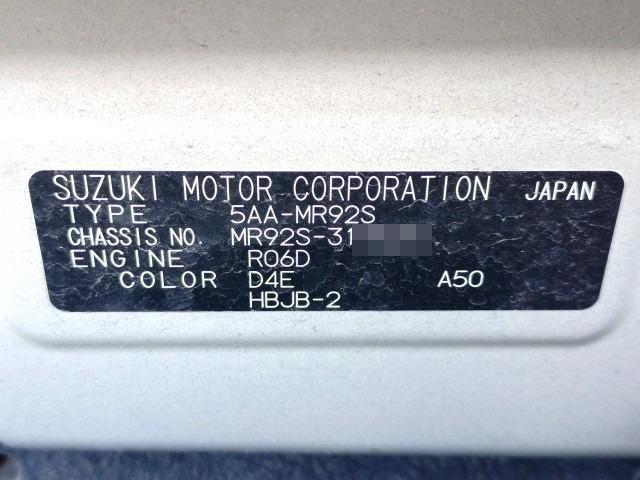 SUZUKI MOTOR CORPORATION JAPAN
TYPE 5AA-MR92S
CHASSIS NO. MR92S-31
ENGINE R06D
COLOR D4E A50
HBJB-2